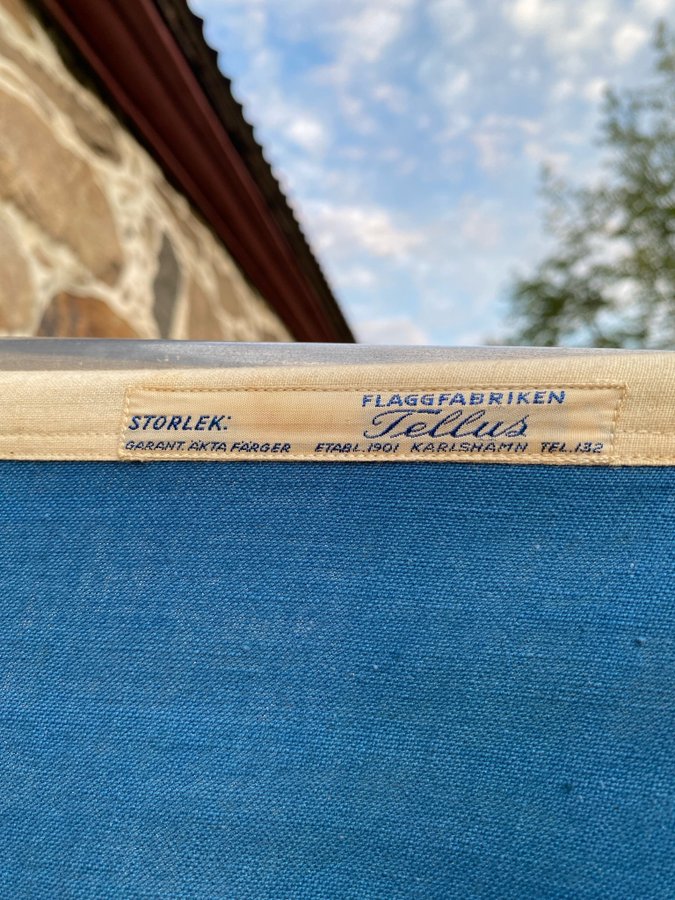 FLAGGFABRIKEN
STORLEK: Tellus
GARANT. ÄKTA FÄRGER ETABL. 1901 KARLSHAMN TEL. 132